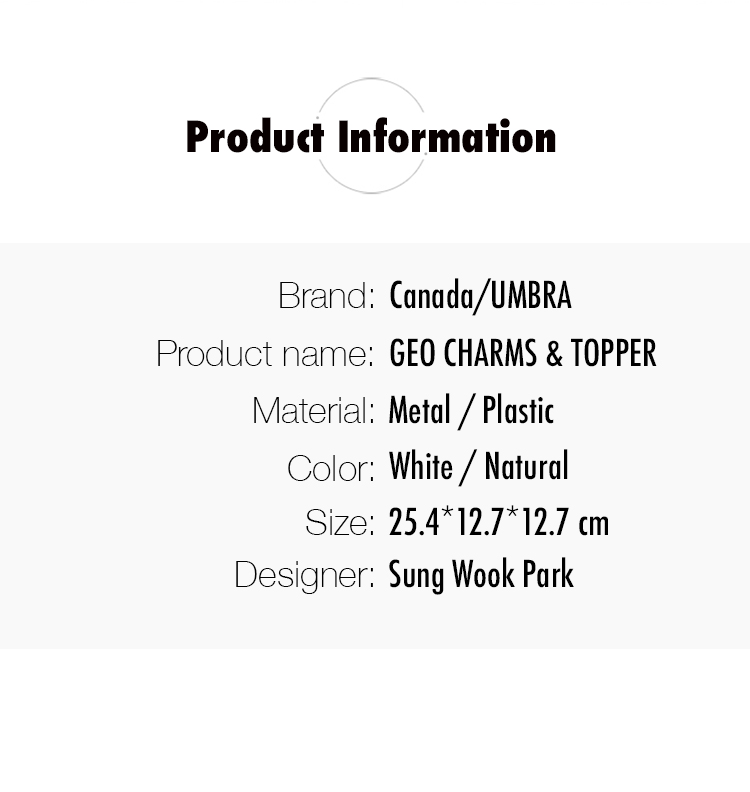 Product Information
Brand: Canada/UMBRA
Product name: GEO CHARMS & TOPPER
Material: Metal / Plastic
Color: White / Natural
Size: 25.4*12.7*12.7 cm
Designer: Sung Wook Park